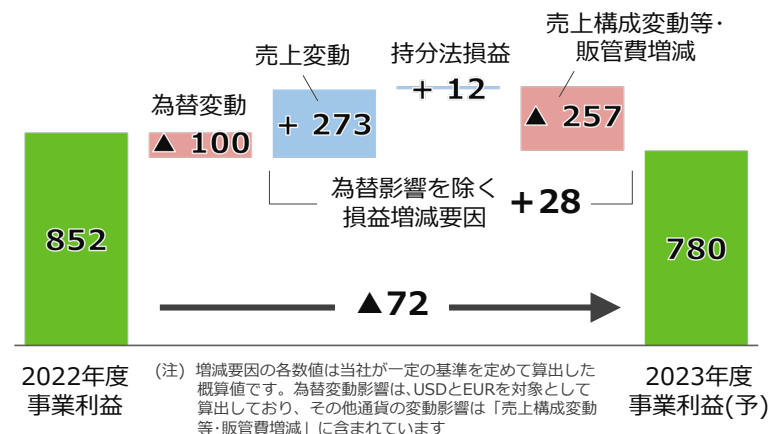 売上変動
持分法損益
売上構成変動等・
販管費増減
為替変動
+ 12
▲ 100
+ 273
▲ 257
為替影響を除く
損益増減要因
+28
852
780
▲72
2022年度
事業利益
(注) 増減要因の各数値は当社が一定の基準を定めて算出した
概算値です。為替変動影響は、USDとEURを対象として
算出しており、その他通貨の変動影響は「売上構成変動
等・販管費増減」に含まれています
2023年度
事業利益(予)